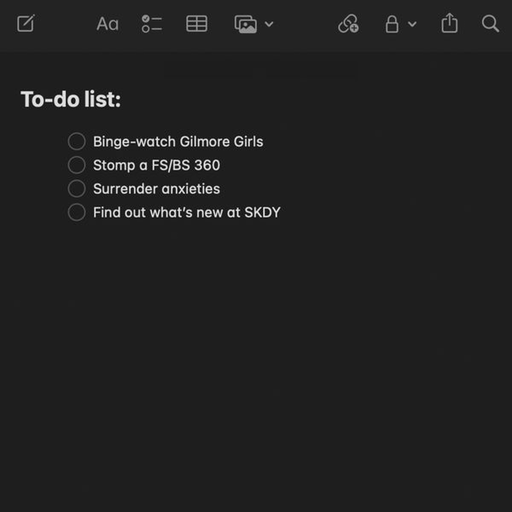 Aa
To-do list:
Binge-watch Gilmore Girls
Stomp a FS/BS 360
Surrender anxieties
Find out what's new at SKDY